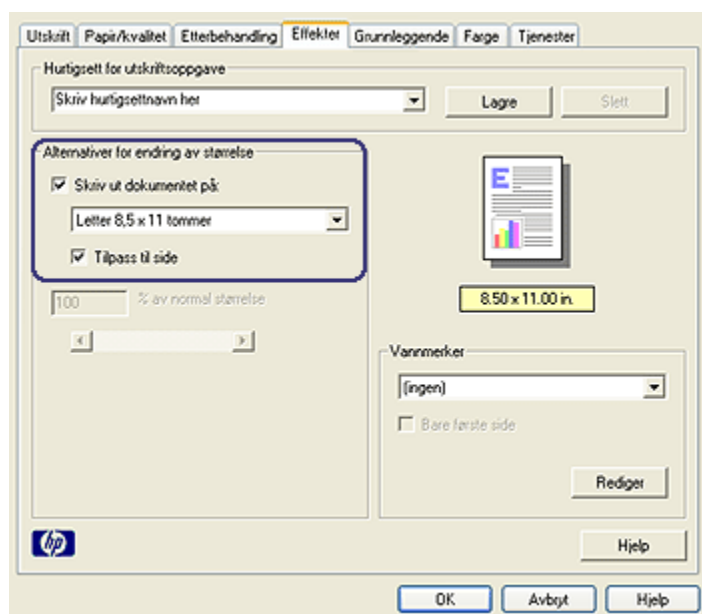 Utskrift Papir/kvalitet Etterbehandling Effekter Grunnleggende Farge Tjenester
Hurtigsett for utskriftsoppgave
Skriv hurtigsettnavn her Lagre Slett
Alternativer for endring av størrelse
Skriv ut dokumentet på:
Letter 8,5 x 11 tommer
Tilpass til side
100 % av normal størrelse
E
8.50 x 11.00 in.
Vannmerker
(ingen)
Bare første side
Rediger
hp
Hjelp
OK Avbryt Hjelp